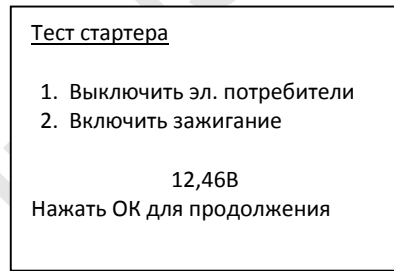 Тест стартера
1. Выключить эл. потребители
2. Включить зажигание
12,46В
Нажать ОК для продолжения